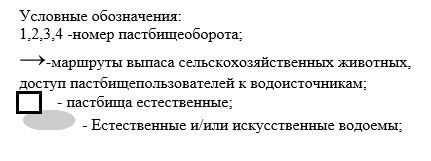 Условные обозначения:
1,2,3,4 -номер пастбищеоборота;
→-маршруты выпаса сельскохозяйственных животных,
доступ пастбищепользователей к водоисточникам;
- пастбища естественные;
- Естественные и/или искусственные водоемы;